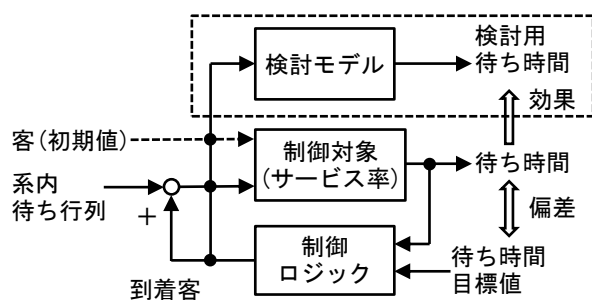 検討モデル
検討用
待ち時間
効果
客(初期値)
制御対象
(サービス率)
待ち時間
系内
待ち行列
+
偏差
制御
ロジック
待ち時間
目標値
到着客